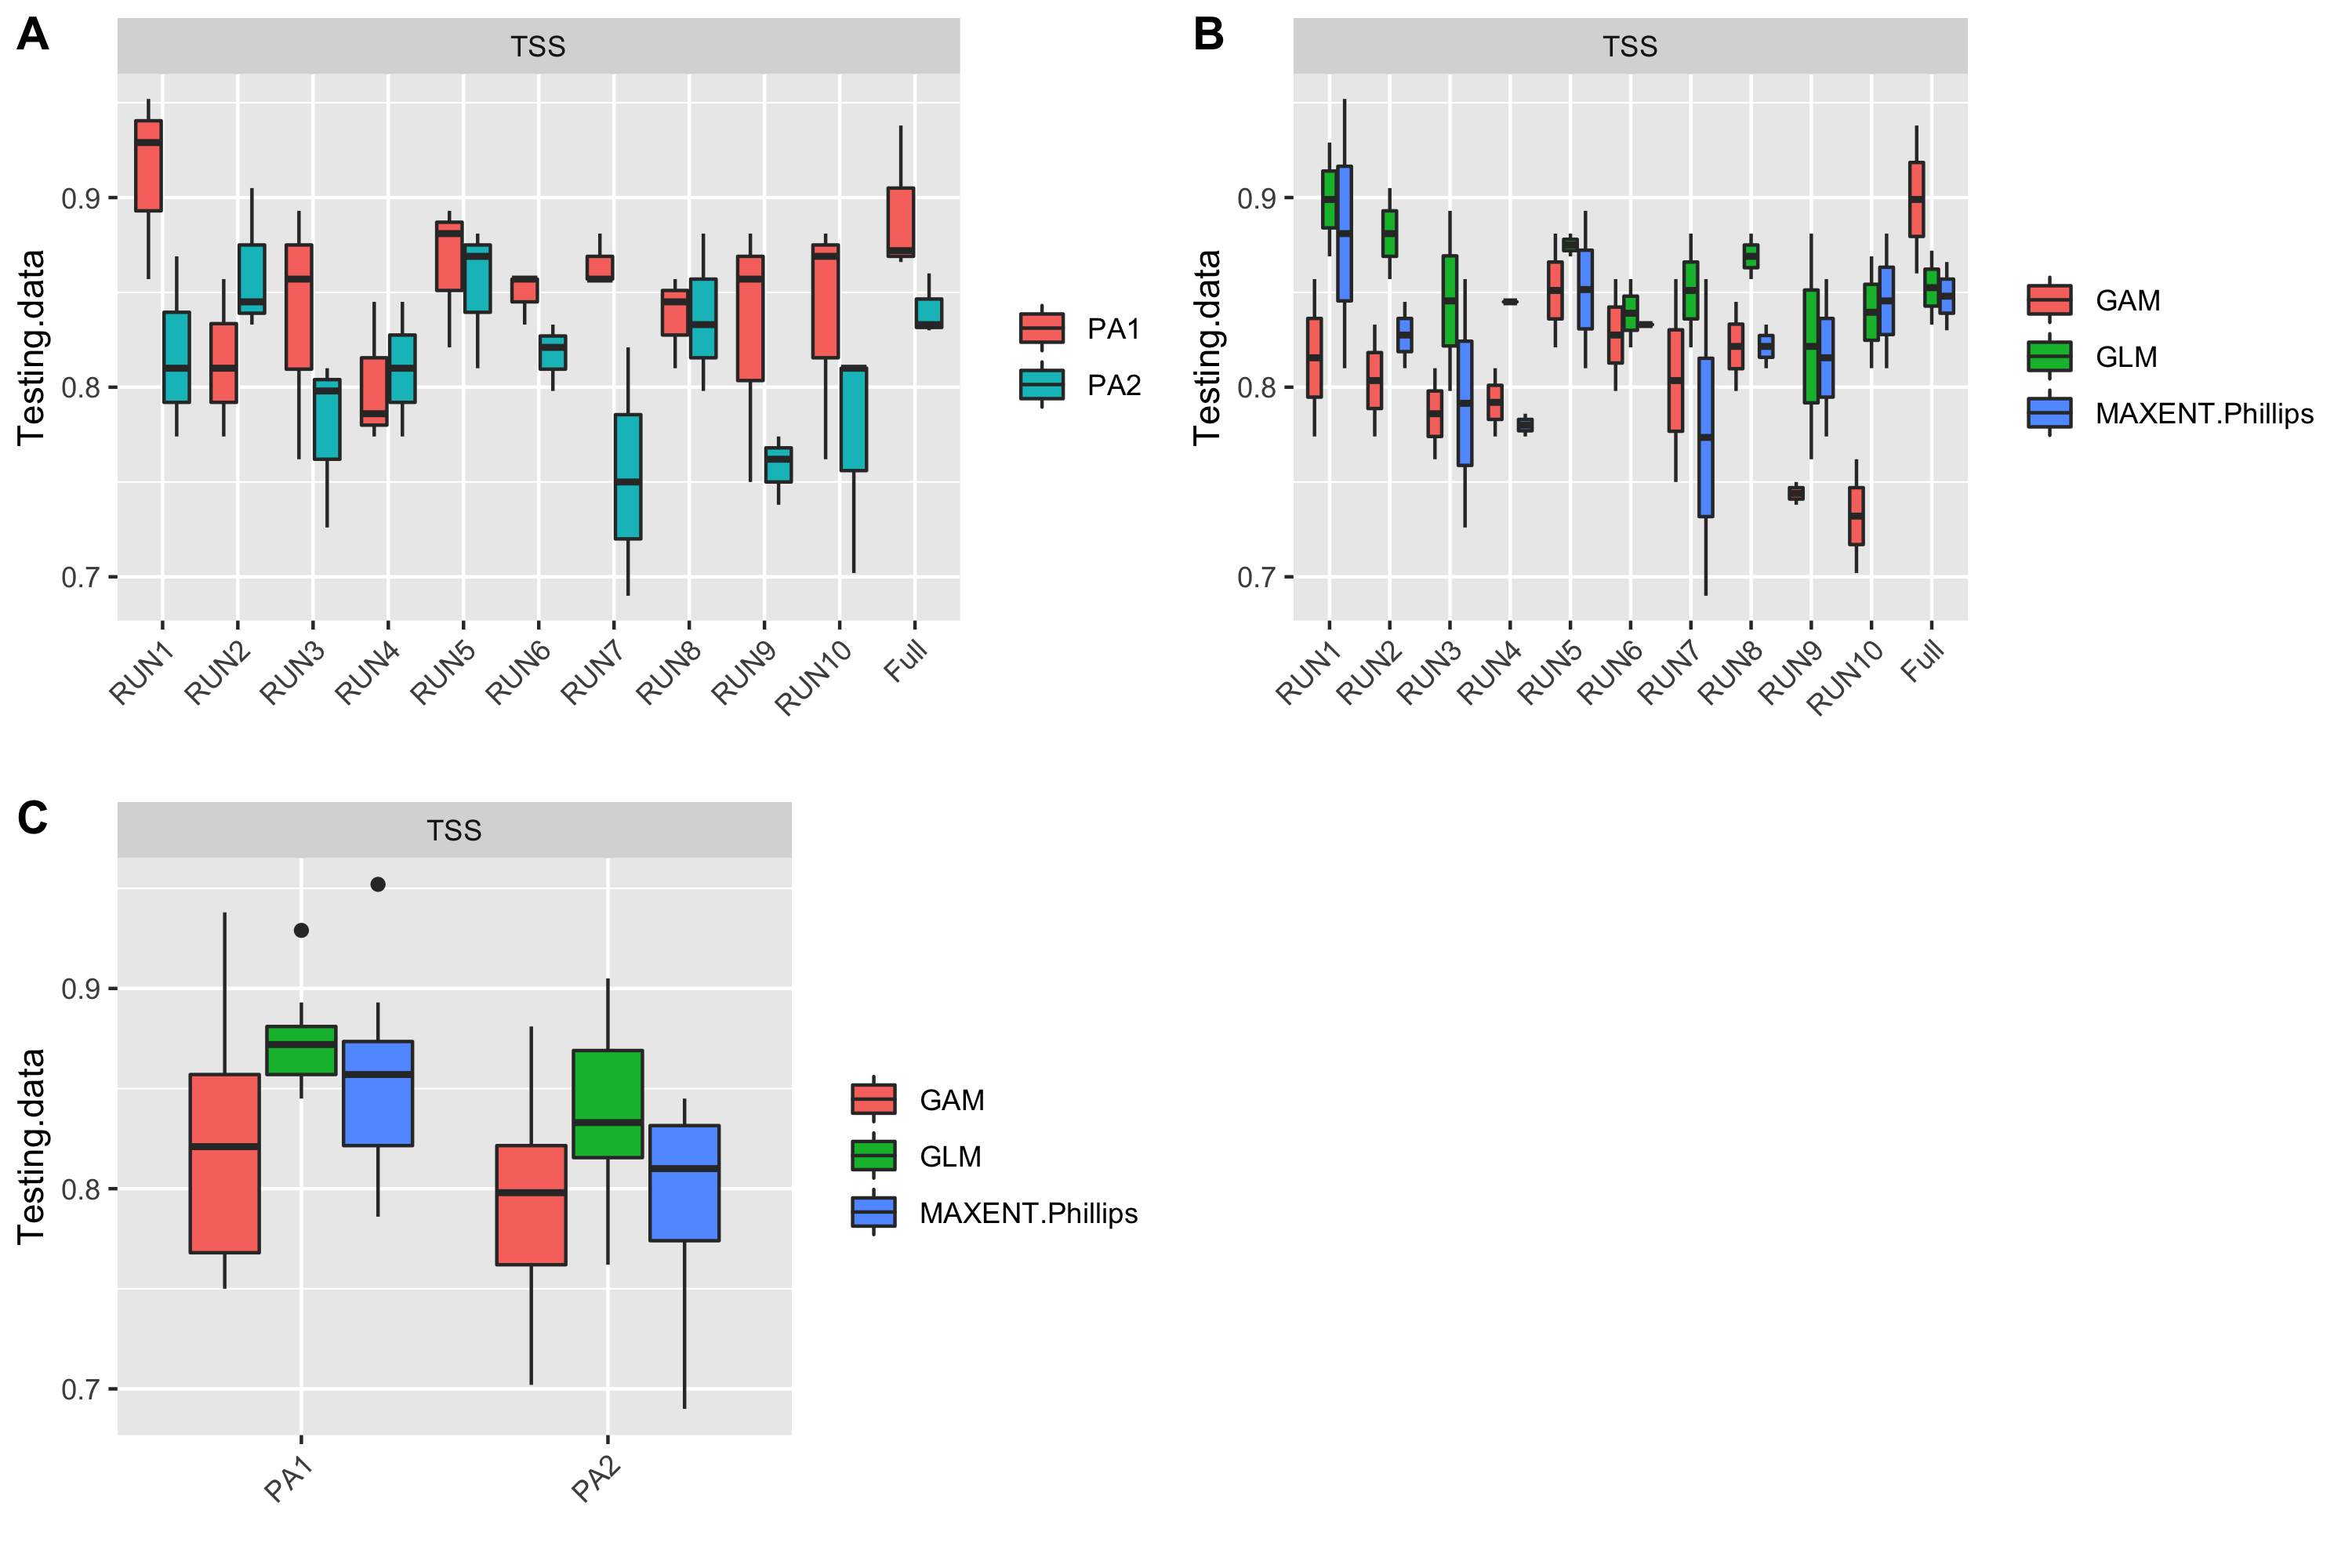 A
TSS
Testing.data
0.9
0.8
0.7
RUN1
RUN2
RUN3
RUN4
RUN5
RUN6
RUN7
RUN8
RUN9
RUN10
Full
PA1
PA2
B
TSS
Testing.data
0.9
0.8
0.7
RUN1
RUN2
RUN3
RUN4
RUN5
RUN6
RUN7
RUN8
RUN9
RUN10
Full
GAM
GLM
MAXENT.Phillips
C
TSS
Testing.data
0.9
0.8
0.7
PA1
PA2
GAM
GLM
MAXENT.Phillips